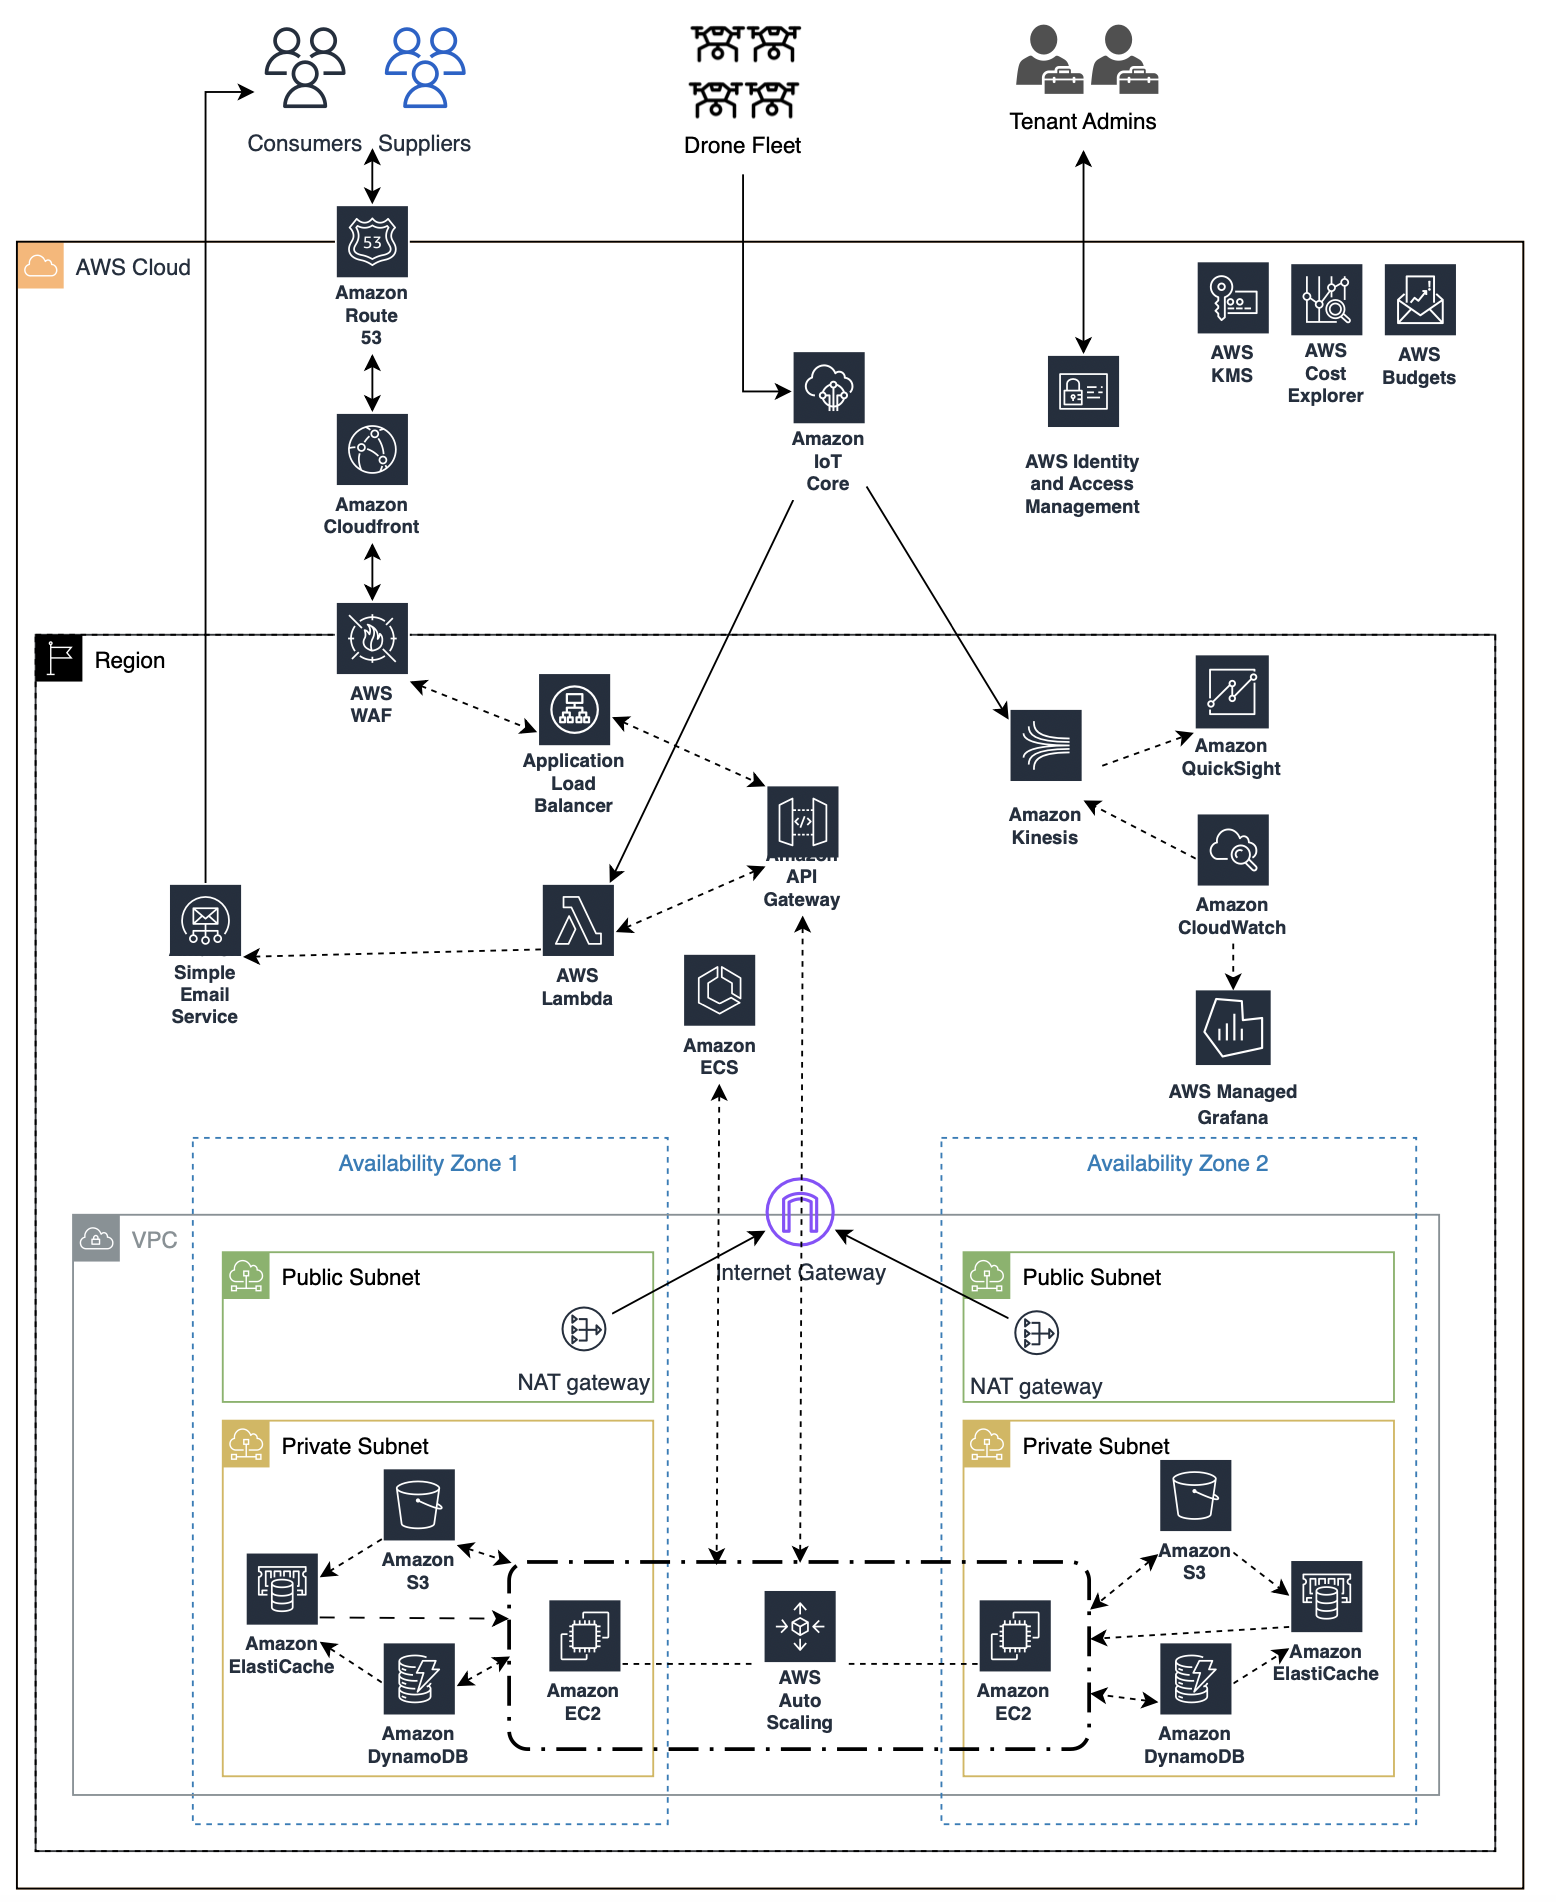 Consumers
Suppliers
Drone Fleet
Tenant Admins
AWS Cloud
53
Amazon
Route
53
AWS
KMS
AWS
Cost
Explorer
AWS
Budgets
Amazon
IoT
Core
AWS Identity
and Access
Management
Amazon
Cloudfront
Region
AWS
WAF
Application
Load
Balancer
Amazon
QuickSight
</>
Amazon
API
Gateway
Amazon
Kinesis
Amazon
CloudWatch
Simple
Email
Service
AWS
Lambda
Amazon
ECS
AWS Managed
Grafana
Availability Zone 1
Availability Zone 2
VPC
Internet Gateway
Public Subnet
Public Subnet
NAT gateway
NAT gateway
Private Subnet
Private Subnet
Amazon
S3
Amazon
S3
Amazon
ElastiCache
Amazon
ElastiCache
Amazon
EC2
AWS
Auto
Scaling
Amazon
EC2
Amazon
DynamoDB
Amazon
DynamoDB